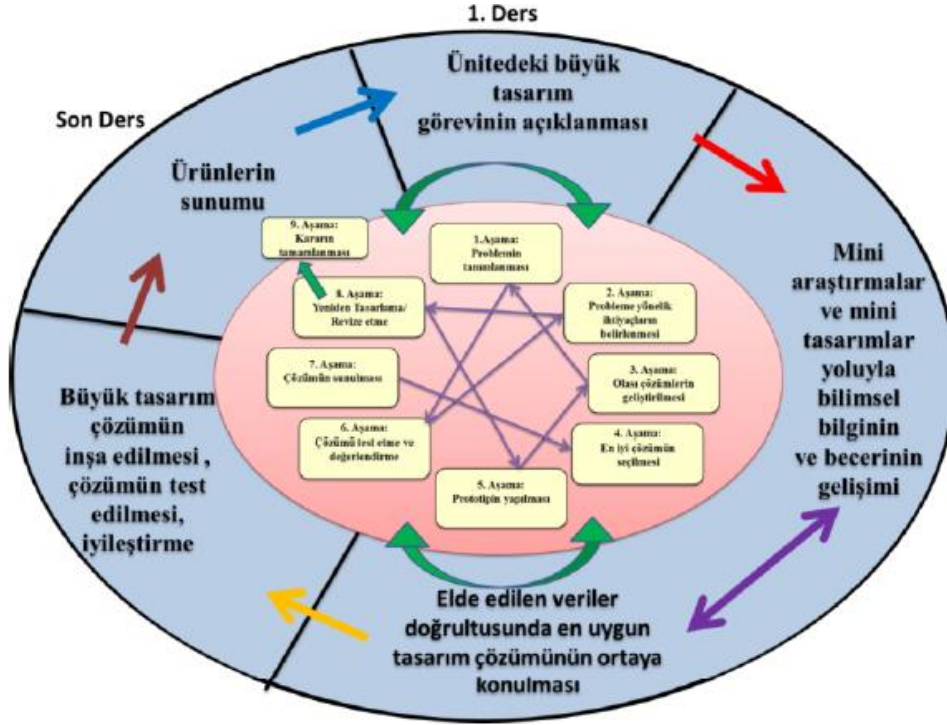 1. Ders
Ünitedeki büyük
tasarım
görevinin açıklanması
Son Ders
Ürünlerin
sunumu
Mini
araştırmalar
ve mini
tasarımlar
yoluyla
bilimsel
bilginin
ve becerinin
gelişimi
Elde edilen veriler
doğrultusunda en uygun
tasarım çözümünün ortaya
konulması
Büyük tasarım
çözümün
inşa edilmesi ,
çözümün test
edilmesi,
iyileştirme
1.Aşama:
Problemin
tanımlanması
2. Aşama:
Probleme yönelik
ihtiyaçların
belirlenmesi
3. Aşama:
Olası çözümlerin
geliştirilmesi
4. Aşama:
En iyi çözümün
seçilmesi
5. Aşama:
Prototipin yapılması
6. Aşama:
Çözümü test etme ve
değerlendirme
7. Aşama:
Çözümün sunulması
8. Aşama:
Yeniden Tasarlama/
Revize etme
9. Aşama:
Kararın
tamamlanması